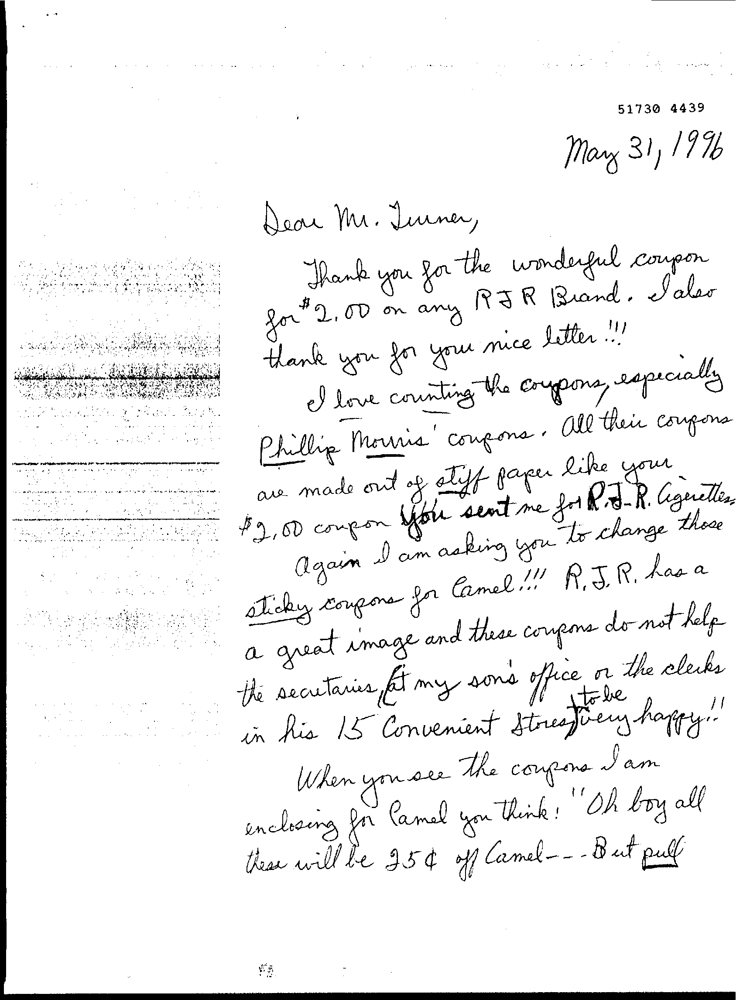 51730 4439
May 31, 1996
Dear Mr. Turner,
Thank you for the wonderful coupon
for $2.00 on any RJR Brand. I also
thank you for your nice letter!!!
I love counting the coupons, especially
Phillip Morris' coupons. All their coupons
are made out of stiff paper like your
$2.00 coupon you sent me for R.J.R. Cigerettes
Again I am asking you to change those
sticky coupons for Camel!!! R.J.R. has a
a great image and these coupons do not help
the secretaries, (at my son's office or the clerks
in his 15 Convenient Stores) to be very happy!!
When you see the coupons I am
enclosing for Camel you think! "Oh boy all
these will be 25¢ off Camel--- But pull